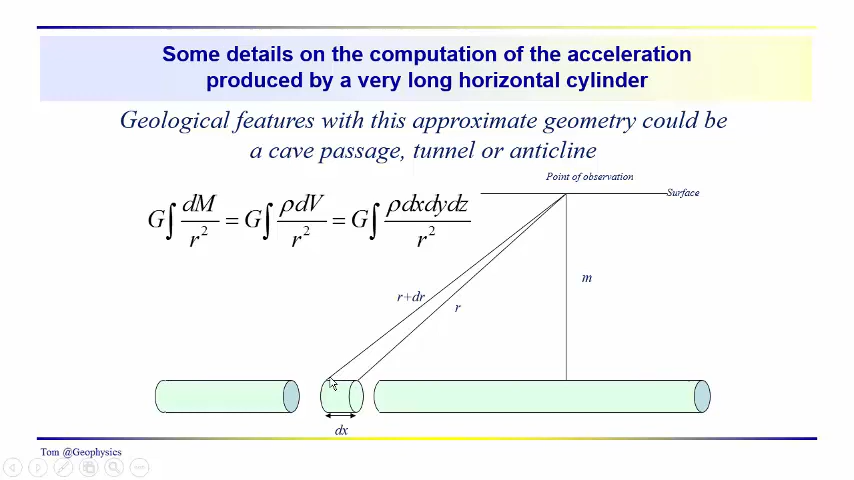 Some details on the computation of the acceleration
produced by a very long horizontal cylinder
Geological features with this approximate geometry could be
a cave passage, tunnel or anticline
Point of observation
Surface
G∫ dM/r² = G∫ ρdV/r² = G∫ ρdxdydz/r²
m
r+dr
r
dx
Tom @Geophysics